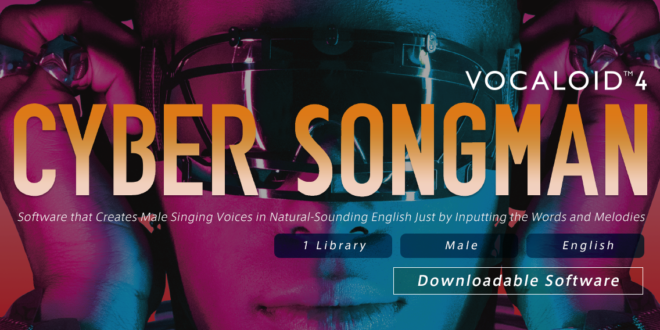 VOCALOID™4
CYBER SONGMAN
Software that Creates Male Singing Voices in Natural-Sounding English Just by Inputting the Words and Melodies
1 Library Male English
Downloadable Software